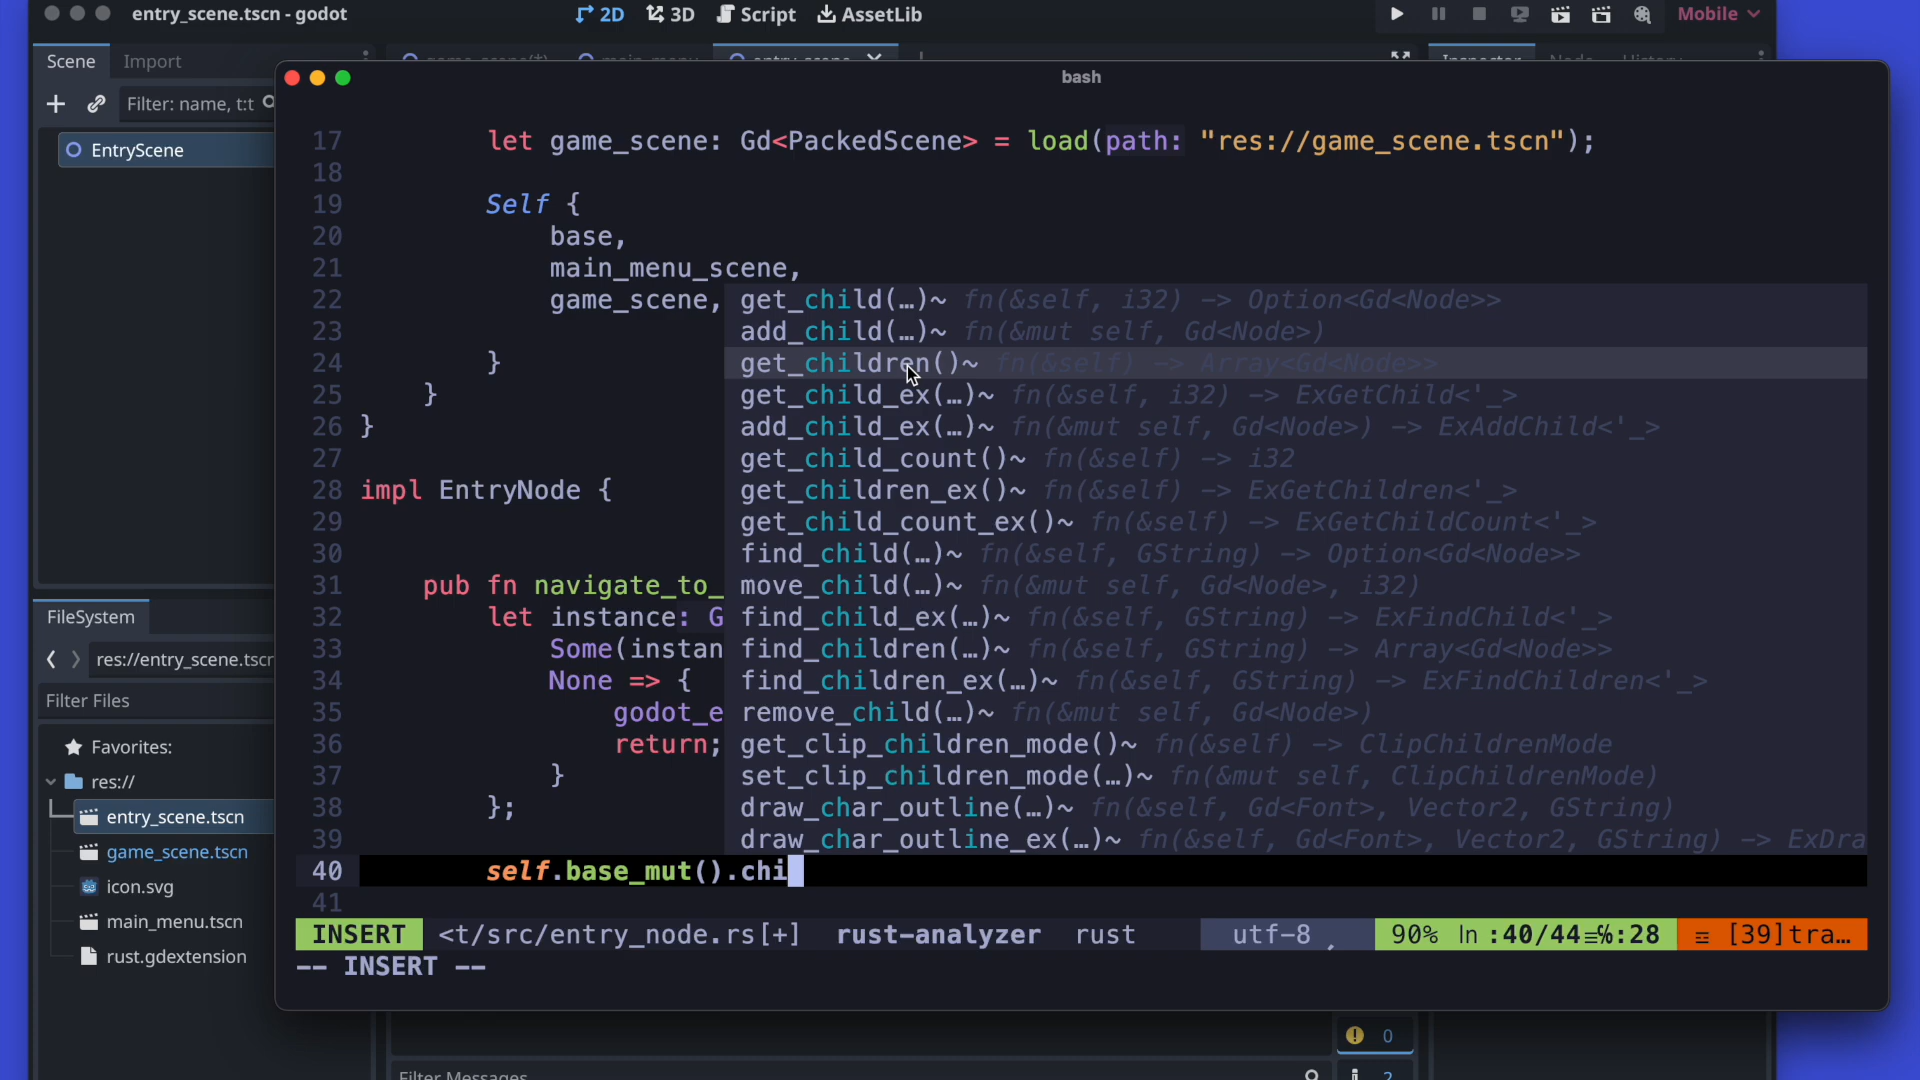 entry_scene.tscn - godot
2D 3D Script AssetLib
Mobile
Scene Import
Filter: name, t:t
EntryScene
FileSystem
res://entry_scene.tscn
Filter Files
Favorites:
res://
entry_scene.tscn
game_scene.tscn
icon.svg
main_menu.tscn
rust.gdextension
bash
17 let game_scene: Gd<PackedScene> = load(path: "res://game_scene.tscn");
18
19 Self {
20 base,
21 main_menu_scene,
22 game_scene,
23
24 }
25 }
26 }
27
28 impl EntryNode {
29
30
31 pub fn navigate_to_
32 let instance: G
33 Some(instan
34 None => {
35 godot_e
36 return;
37 }
38 };
39
40 self.base_mut().chi
41
get_child(…)~ fn(&self, i32) -> Option<Gd<Node>>
add_child(…)~ fn(&mut self, Gd<Node>)
get_children()~ fn(&self) -> Array<Gd<Node>>
get_child_ex(…)~ fn(&self, i32) -> ExGetChild<'_>
add_child_ex(…)~ fn(&mut self, Gd<Node>) -> ExAddChild<'_>
get_child_count()~ fn(&self) -> i32
get_children_ex()~ fn(&self) -> ExGetChildren<'_>
get_child_count_ex()~ fn(&self) -> ExGetChildCount<'_>
find_child(…)~ fn(&self, GString) -> Option<Gd<Node>>
move_child(…)~ fn(&mut self, Gd<Node>, i32)
find_child_ex(…)~ fn(&self, GString) -> ExFindChild<'_>
find_children(…)~ fn(&self, GString) -> Array<Gd<Node>>
find_children_ex(…)~ fn(&self, GString) -> ExFindChildren<'_>
remove_child(…)~ fn(&mut self, Gd<Node>)
get_clip_children_mode()~ fn(&self) -> ClipChildrenMode
set_clip_children_mode(…)~ fn(&mut self, ClipChildrenMode)
draw_char_outline(…)~ fn(&self, Gd<Font>, Vector2, GString)
draw_char_outline_ex(…)~ fn(&self, Gd<Font>, Vector2, GString) -> ExDra
INSERT <t/src/entry_node.rs[+] rust-analyzer rust utf-8 90% ln :40/44≡℅:28 ☲ [39]tra…
-- INSERT --
0
Filter Messages
2